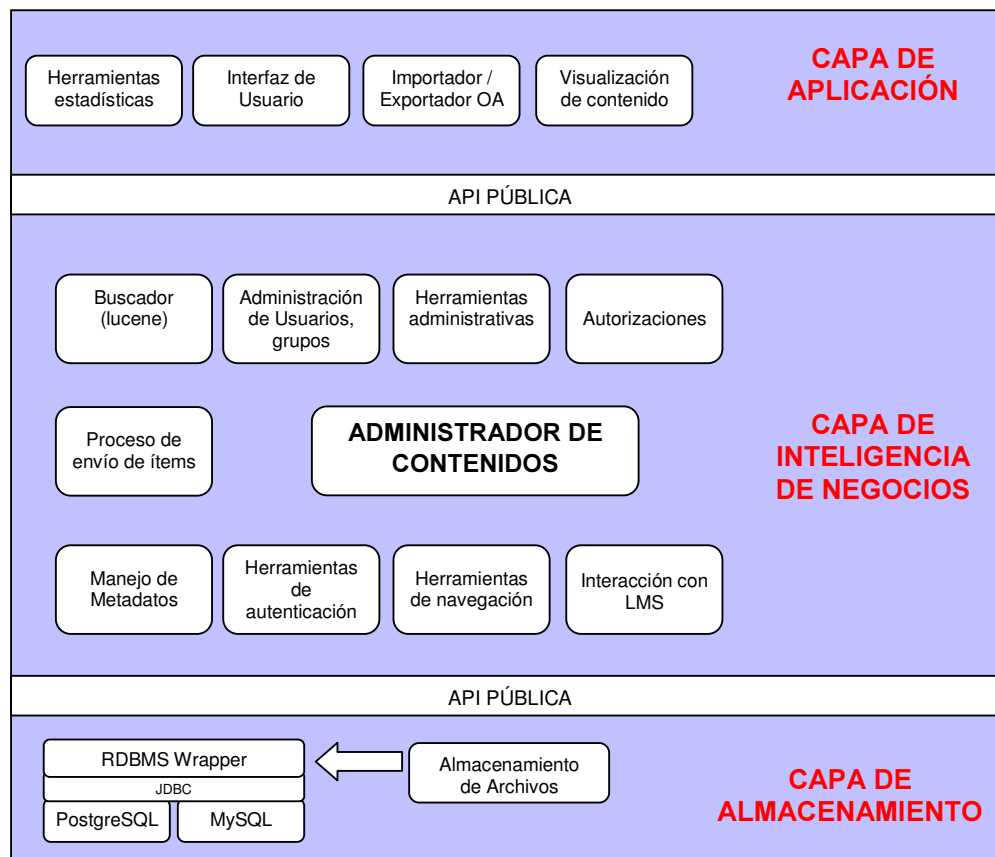 CAPA DE
APLICACIÓN
Herramientas
estadísticas
Interfaz de
Usuario
Importador /
Exportador OA
Visualización
de contenido
API PÚBLICA
Buscador
(lucene)
Administración
de Usuarios,
grupos
Herramientas
administrativas
Autorizaciones
Proceso de
envío de ítems
ADMINISTRADOR DE
CONTENIDOS
CAPA DE
INTELIGENCIA
DE NEGOCIOS
Manejo de
Metadatos
Herramientas
de
autenticación
Herramientas
de navegación
Interacción con
LMS
API PÚBLICA
RDBMS Wrapper
JDBC
PostgreSQL
MySQL
Almacenamiento
de Archivos
CAPA DE
ALMACENAMIENTO